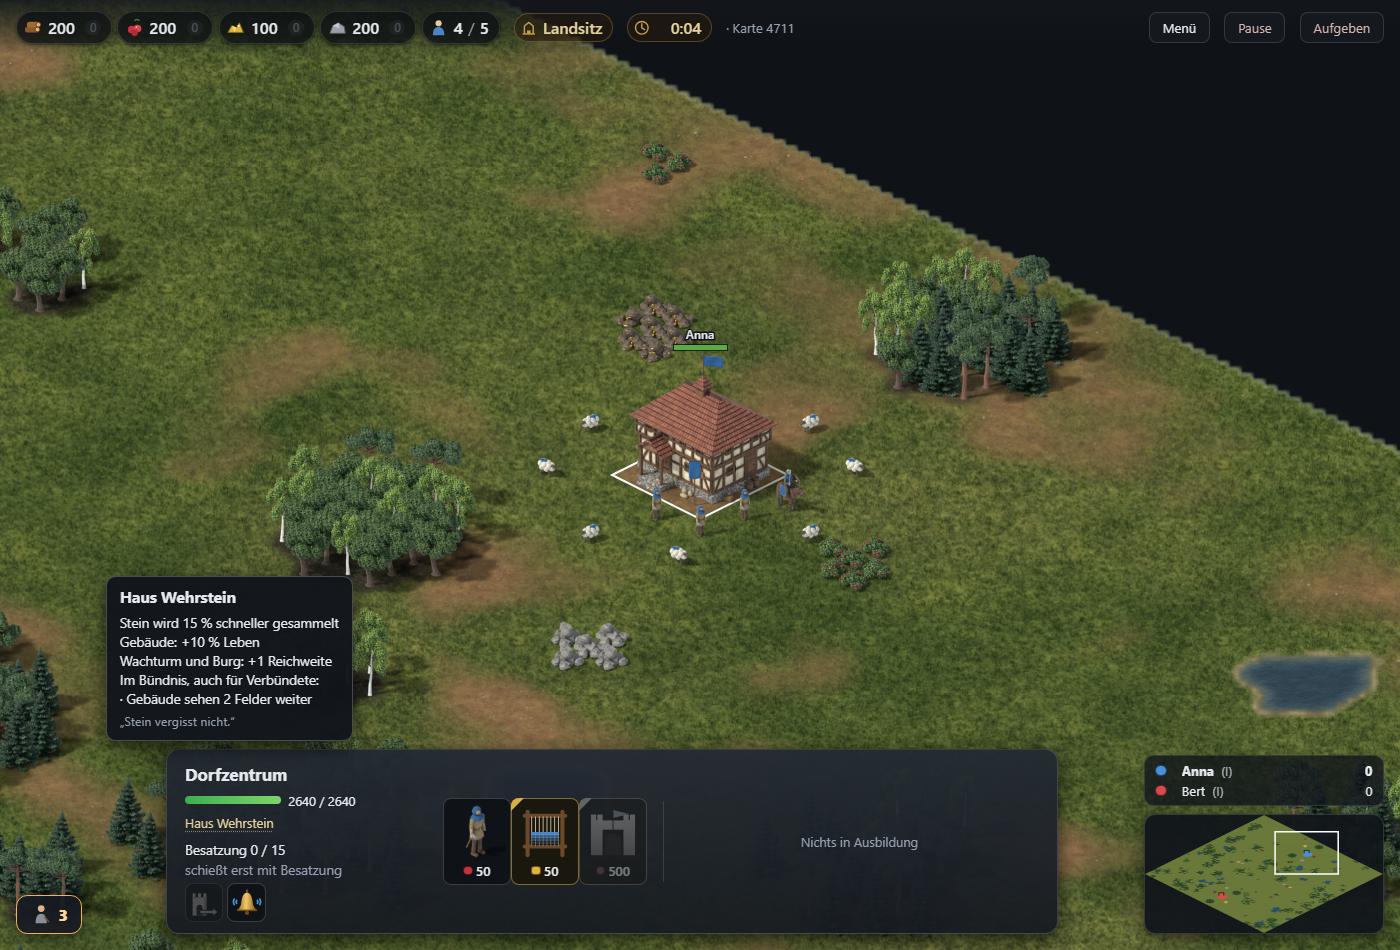 200 0 200 0 100 0 200 0 4 / 5 Landsitz 0:04 · Karte 4711 Menü Pause Aufgeben
Anna
Haus Wehrstein
Stein wird 15 % schneller gesammelt
Gebäude: +10 % Leben
Wachturm und Burg: +1 Reichweite
Im Bündnis, auch für Verbündete:
· Gebäude sehen 2 Felder weiter
„Stein vergisst nicht.“
Dorfzentrum
2640 / 2640
Haus Wehrstein
Besatzung 0 / 15
schießt erst mit Besatzung
50 50 500
Nichts in Ausbildung
Anna (I) 0
Bert (I) 0
3